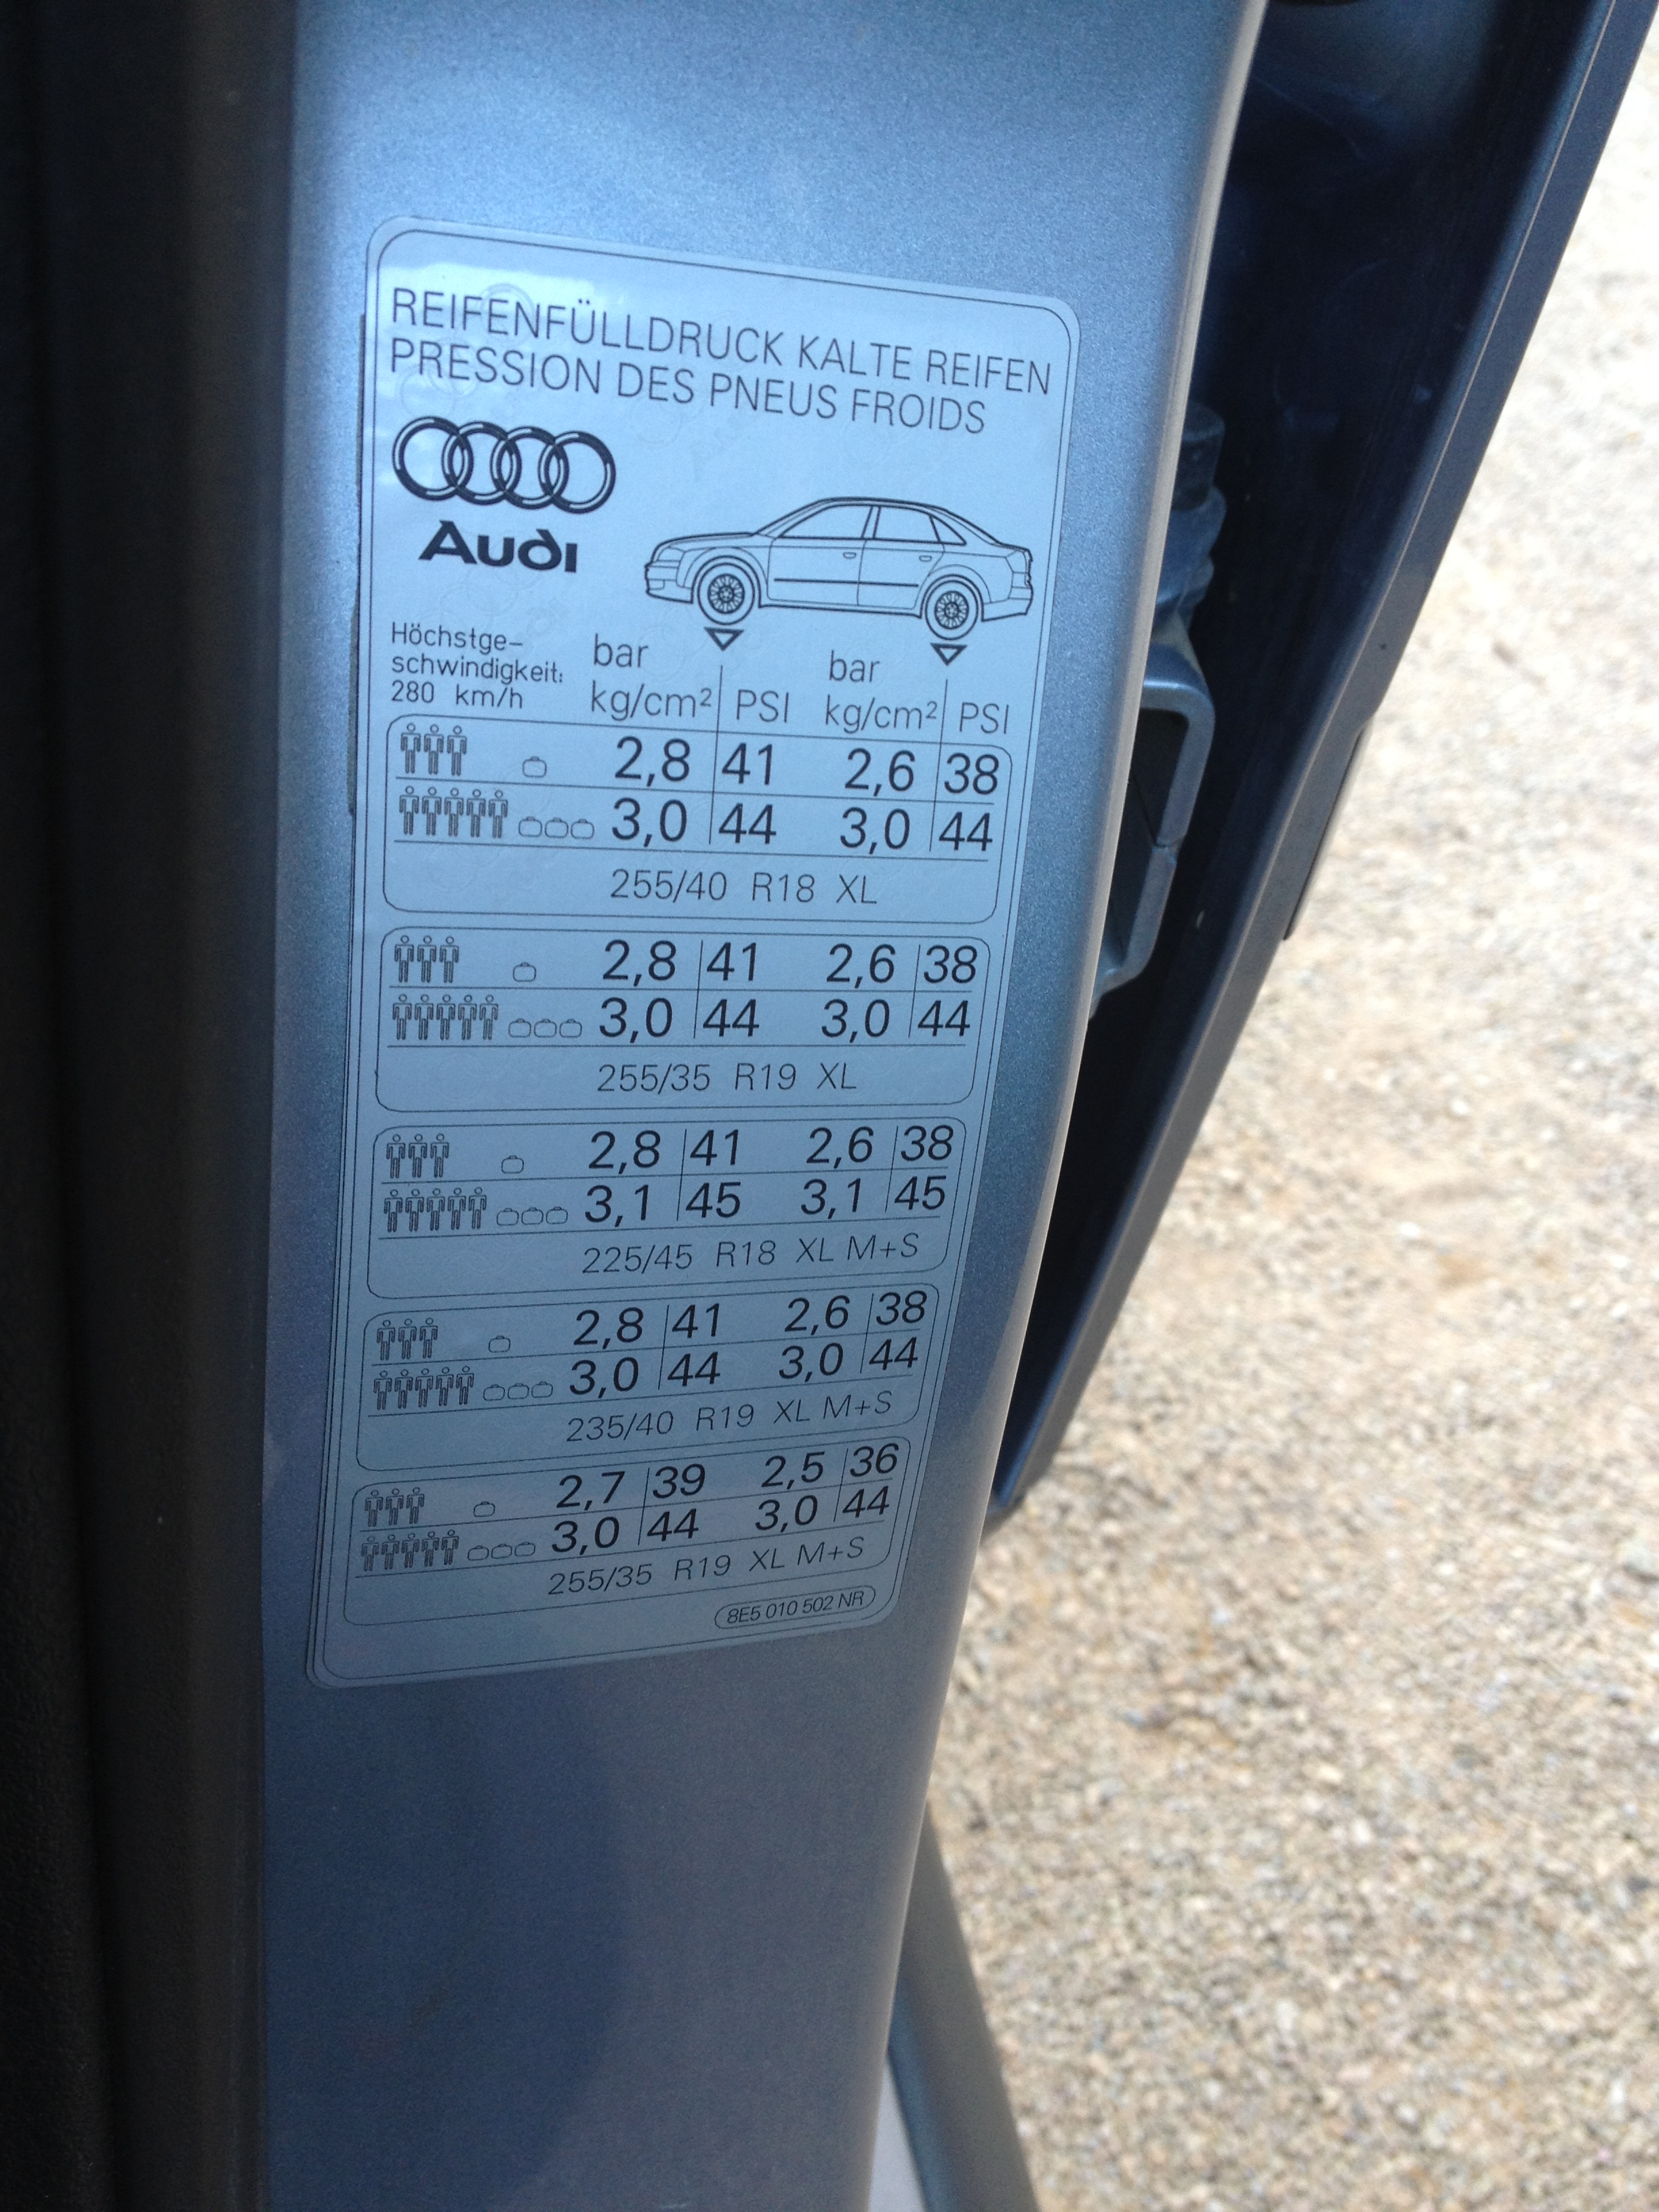 REIFENFÜLLDRUCK KALTE REIFEN
PRESSION DES PNEUS FROIDS
Audi
Höchstge-
schwindigkeit:
280 km/h
bar PSI bar PSI
kg/cm² kg/cm²
2,8 41 2,6 38
3,0 44 3,0 44
255/40 R18 XL
2,8 41 2,6 38
3,0 44 3,0 44
255/35 R19 XL
2,8 41 2,6 38
3,1 45 3,1 45
225/45 R18 XL M+S
2,8 41 2,6 38
3,0 44 3,0 44
235/40 R19 XL M+S
2,7 39 2,5 36
3,0 44 3,0 44
255/35 R19 XL M+S
8E5 010 502 NR